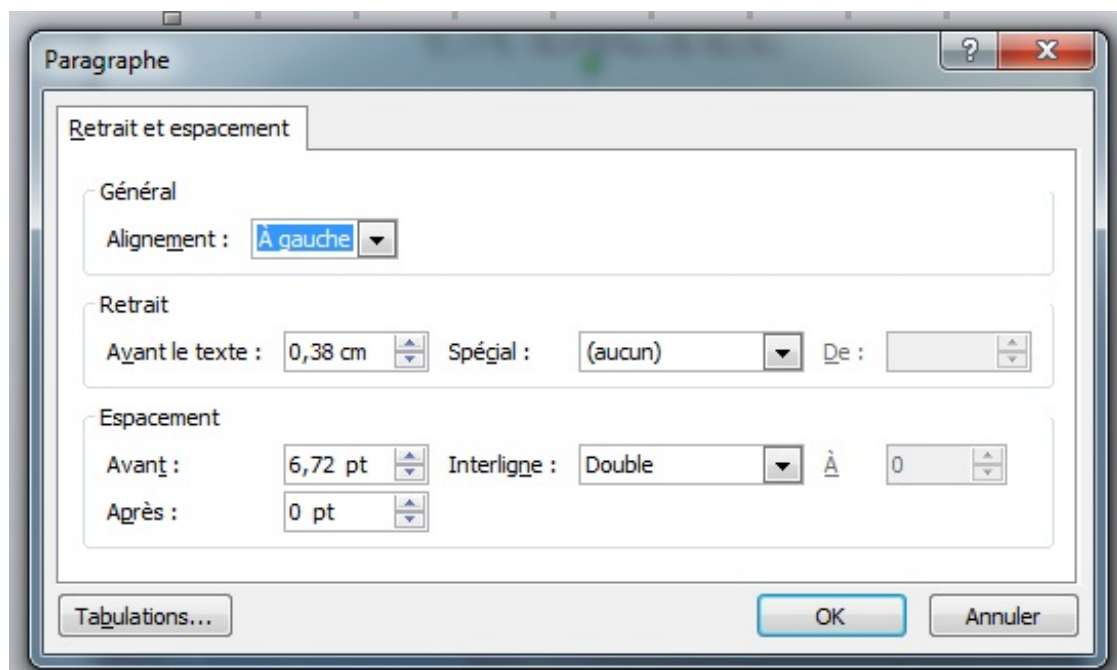 Paragraphe
Retrait et espacement
Général
Alignement : À gauche
Retrait
Avant le texte : 0,38 cm Spécial : (aucun) De :
Espacement
Avant : 6,72 pt Interligne : Double À 0
Après : 0 pt
Tabulations... OK Annuler